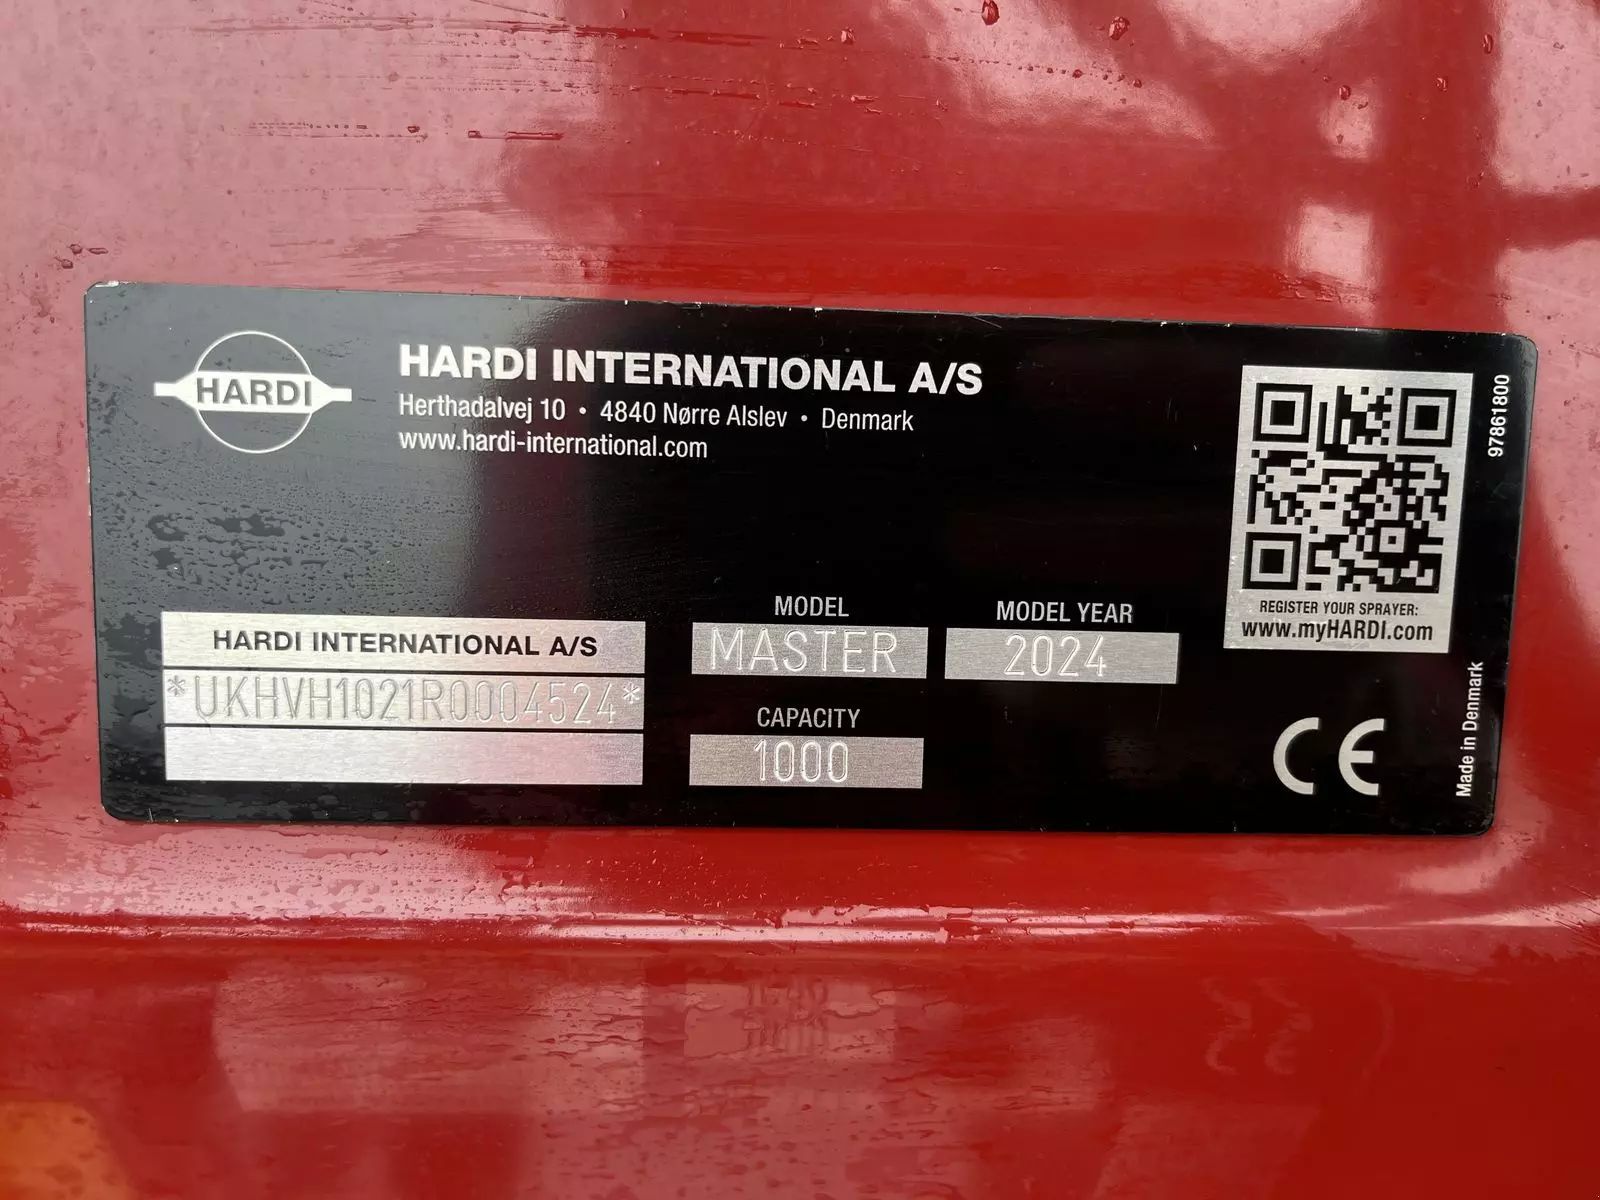 HARDI
HARDI INTERNATIONAL A/S
Herthadalvej 10 • 4840 Nørre Alslev • Denmark
www.hardi-international.com
HARDI INTERNATIONAL A/S
*UKHVH1021R0004524*
MODEL
MASTER
MODEL YEAR
2024
CAPACITY
1000
REGISTER YOUR SPRAYER:
www.myHARDI.com
CE
97861800
Made in Denmark